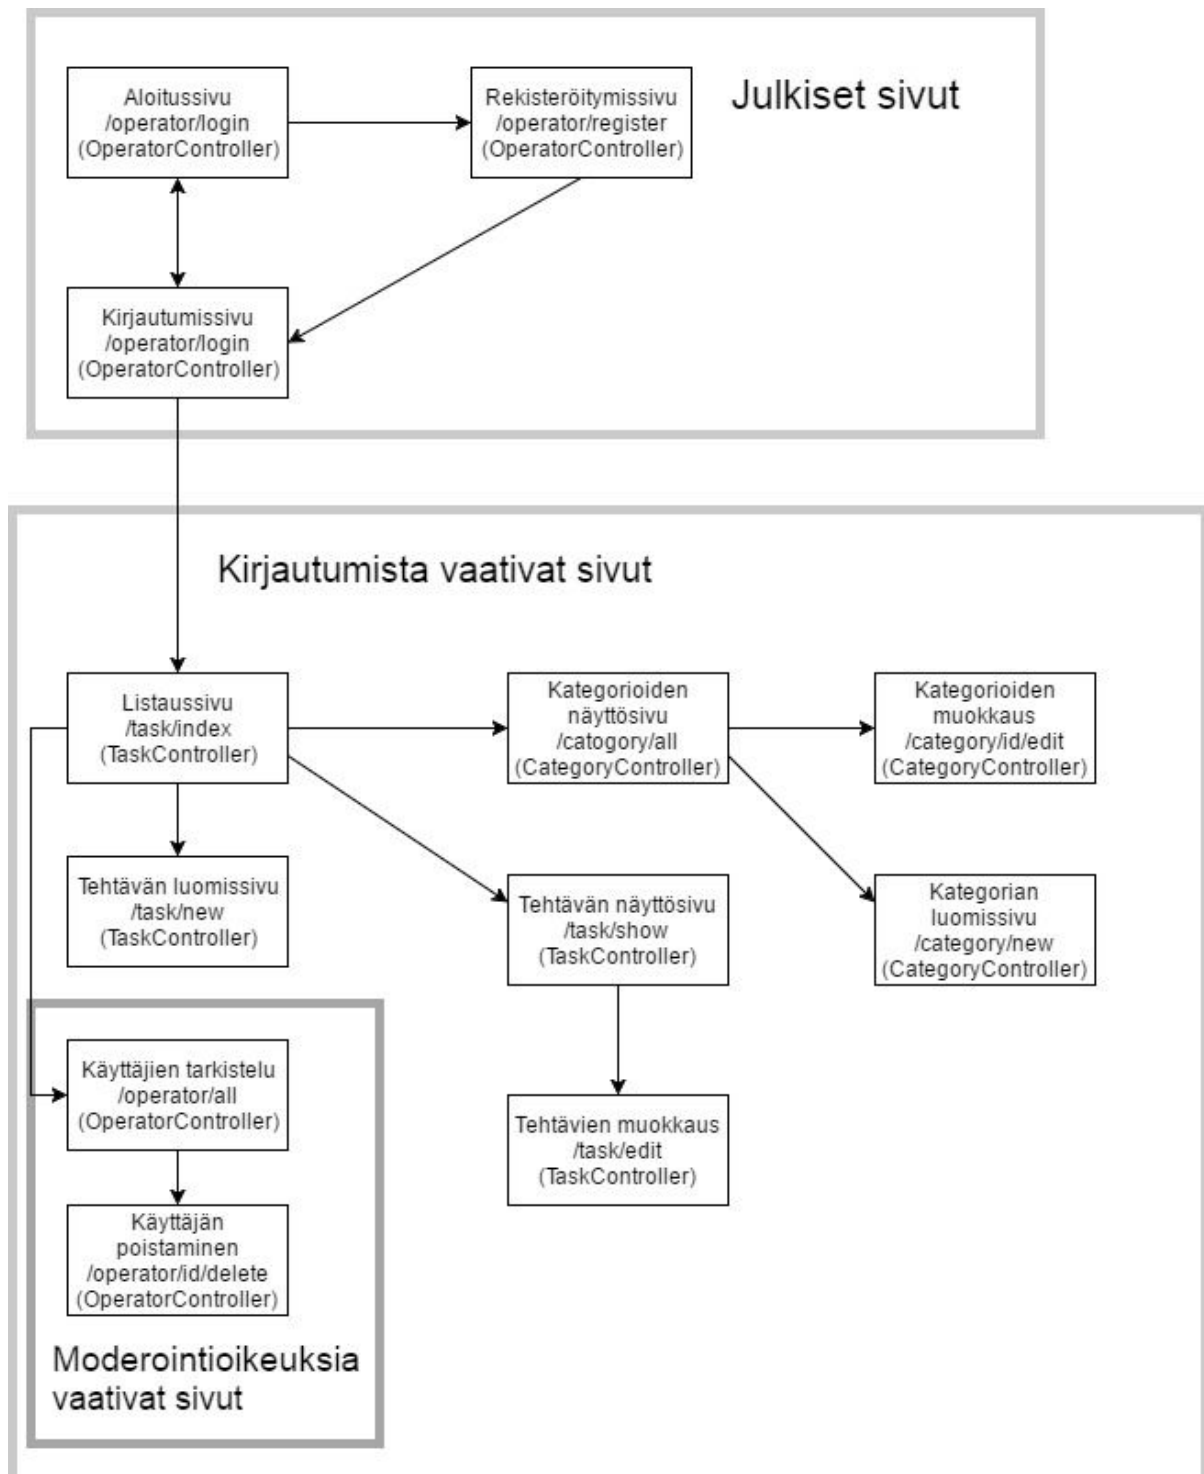 Aloitussivu
/operator/login
(OperatorController)
Rekisteröitymissivu
/operator/register
(OperatorController)
Julkiset sivut
Kirjautumissivu
/operator/login
(OperatorController)
Kirjautumista vaativat sivut
Listaussivu
/task/index
(TaskController)
Kategorioiden
näyttösivu
/catogory/all
(CategoryController)
Kategorioiden
muokkaus
/category/id/edit
(CategoryController)
Tehtävän luomissivu
/task/new
(TaskController)
Tehtävän näyttösivu
/task/show
(TaskController)
Kategorian
luomissivu
/category/new
(CategoryController)
Käyttäjien tarkistelu
/operator/all
(OperatorController)
Tehtävien muokkaus
/task/edit
(TaskController)
Käyttäjän
poistaminen
/operator/id/delete
(OperatorController)
Moderointioikeuksia
vaativat sivut